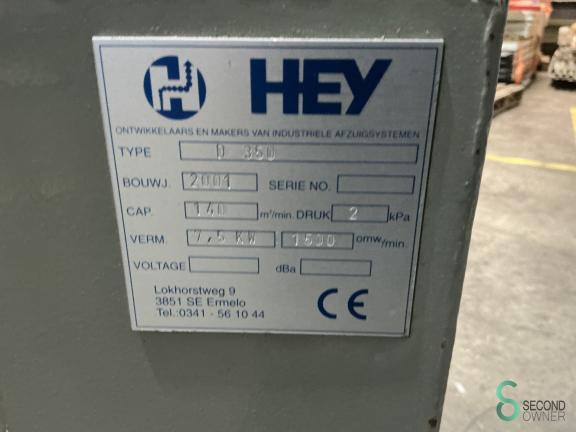 HEY
ONTWIKKELAARS EN MAKERS VAN INDUSTRIELE AFZUIGSYSTEMEN
TYPE D 350
BOUWJ. 2001 SERIE NO.
CAP. 140 m³/min. DRUK 2 kPa
VERM. 7,5 KW 1500 omw/min.
VOLTAGE dBa
Lokhorstweg 9
3851 SE Ermelo
Tel.:0341 - 56 10 44
CE
SECOND
OWNER